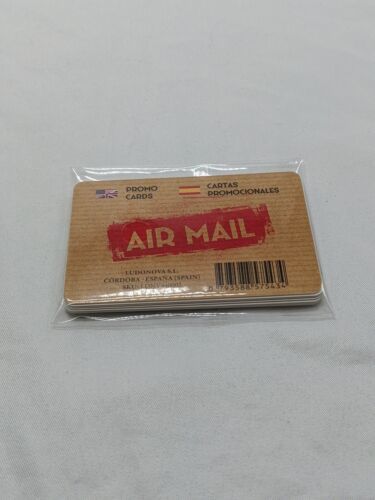 PROMO
CARDS
CARTAS
PROMOCIONALES
AIR MAIL
LUDONOVA S.L.
CÓRDOBA - ESPAÑA (SPAIN)